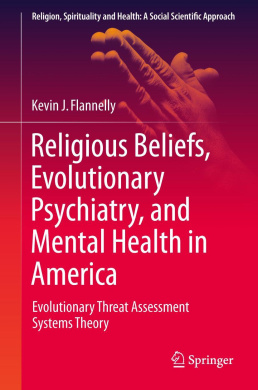 Religion, Spirituality and Health: A Social Scientific Approach
Kevin J. Flannelly
Religious Beliefs,
Evolutionary
Psychiatry, and
Mental Health in
America
Evolutionary Threat Assessment
Systems Theory
Springer